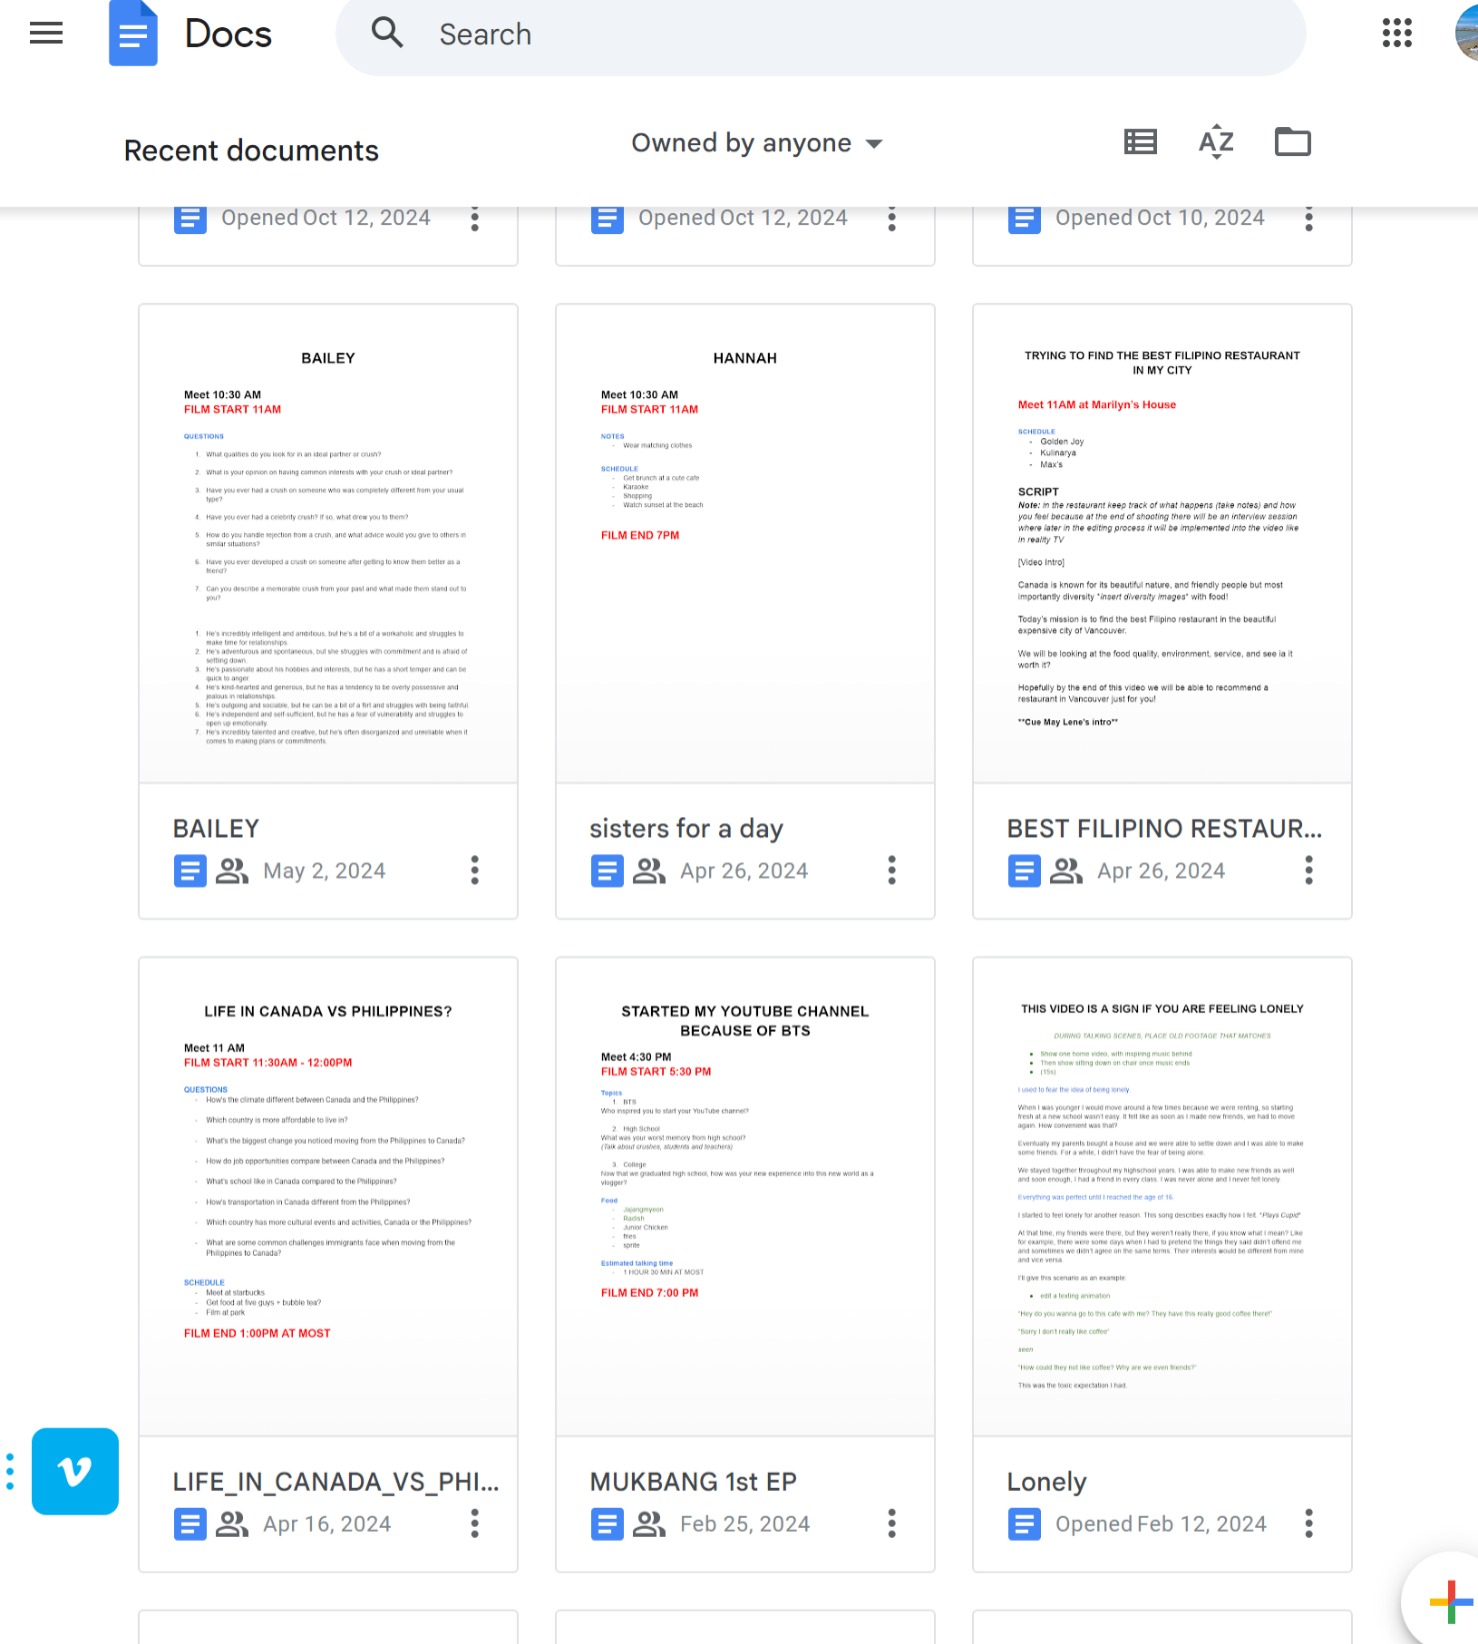 Docs
Search
Recent documents
Owned by anyone
AZ
Opened Oct 12, 2024
Opened Oct 12, 2024
Opened Oct 10, 2024
BAILEY
Meet 10:30 AM
FILM START 11AM
QUESTIONS
1. What qualities do you look for in an ideal partner or crush?
2. What is your opinion on having common interests with your crush or ideal partner?
3. Have you ever had a crush on someone who was completely different from your usual
type?
4. Have you ever had a celebrity crush? If so, what drew you to them?
5. How do you handle rejection from a crush, and what advice would you give to others in
similar situations?
6. Have you ever developed a crush on someone after getting to know them better as a
friend?
7. Can you describe a memorable crush from your past and what made them stand out to
you?
1. He's incredibly intelligent and ambitious, but he's a bit of a workaholic and struggles to
make time for relationships.
2. He's adventurous and spontaneous, but she struggles with commitment and is afraid of
settling down.
3. He's passionate about his hobbies and interests, but he has a short temper and can be
quick to anger.
4. He's kind-hearted and generous, but he has a tendency to be overly possessive and
jealous in relationships.
5. He's outgoing and sociable, but he can be a bit of a flirt and struggles with being faithful
6. He's independent and self-sufficient, but he has a fear of vulnerability and struggles to
open up emotionally.
7. He's incredibly talented and creative, but he's often disorganized and unreliable when it
comes to making plans or commitments.
BAILEY
May 2, 2024
HANNAH
Meet 10:30 AM
FILM START 11AM
NOTES
- Wear matching clothes
SCHEDULE
- Get brunch at a cute cafe
- Karaoke
- Shopping
- Watch sunset at the beach
FILM END 7PM
sisters for a day
Apr 26, 2024
TRYING TO FIND THE BEST FILIPINO RESTAURANT
IN MY CITY
Meet 11AM at Marilyn's House
SCHEDULE
- Golden Joy
- Kulinarya
- Max's
SCRIPT
Note: in the restaurant keep track of what happens (take notes) and how
you feel because at the end of shooting there will be an interview session
where later in the editing process it will be implemented into the video like
in reality TV
[Video Intro]
Canada is known for its beautiful nature, and friendly people but most
importantly diversity *insert diversity images* with food!
Today's mission is to find the best Filipino restaurant in the beautiful
expensive city of Vancouver.
We will be looking at the food quality, environment, service, and see ia it
worth it?
Hopefully by the end of this video we will be able to recommend a
restaurant in Vancouver just for you!
**Cue May Lene's intro**
BEST FILIPINO RESTAUR...
Apr 26, 2024
LIFE IN CANADA VS PHILIPPINES?
Meet 11 AM
FILM START 11:30AM - 12:00PM
QUESTIONS
- How's the climate different between Canada and the Philippines?
- Which country is more affordable to live in?
- What's the biggest change you noticed moving from the Philippines to Canada?
- How do job opportunities compare between Canada and the Philippines?
- What's school like in Canada compared to the Philippines?
- How's transportation in Canada different from the Philippines?
- Which country has more cultural events and activities, Canada or the Philippines?
- What are some common challenges immigrants face when moving from the
Philippines to Canada?
SCHEDULE
- Meet at starbucks
- Get food at five guys + bubble tea?
- Film at park
FILM END 1:00PM AT MOST
LIFE_IN_CANADA_VS_PHI...
Apr 16, 2024
STARTED MY YOUTUBE CHANNEL
BECAUSE OF BTS
Meet 4:30 PM
FILM START 5:30 PM
Topics
1. BTS
Who inspired you to start your YouTube channel?
2. High School
What was your worst memory from high school?
(Talk about crushes, students and teachers)
3. College
Now that we graduated high school, how was your new experience into this new world as a
vlogger?
Food
- Jajangmyeon
- Radish
- Junior Chicken
- fries
- sprite
Estimated talking time
- 1 HOUR 30 MIN AT MOST
FILM END 7:00 PM
MUKBANG 1st EP
Feb 25, 2024
THIS VIDEO IS A SIGN IF YOU ARE FEELING LONELY
DURING TALKING SCENES, PLACE OLD FOOTAGE THAT MATCHES
• Show one home video, with inspiring music behind
• Then show sitting down on chair once music ends
• (15s)
I used to fear the idea of being lonely
When I was younger I would move around a few times because we were renting, so starting
fresh at a new school wasn't easy. It felt like as soon as I made new friends, we had to move
again. How convenient was that?
Eventually my parents bought a house and we were able to settle down and I was able to make
some friends. For a while, I didn't have the fear of being alone.
We stayed together throughout my highschool years. I was able to make new friends as well
and soon enough, I had a friend in every class. I was never alone and I never felt lonely.
Everything was perfect until I reached the age of 16.
I started to feel lonely for another reason. This song describes exactly how I felt. *Plays Cupid*
At that time, my friends were there, but they weren't really there, if you know what I mean? Like
for example, there were some days when I had to pretend the things they said didn't offend me
and sometimes we didn't agree on the same terms. Their interests would be different from mine
and vice versa.
I'll give this scenario as an example:
• edit a texting animation
"Hey do you wanna go to this cafe with me? They have this really good coffee there!"
"Sorry I don't really like coffee"
seen
"How could they not like coffee? Why are we even friends?"
This was the toxic expectation I had.
Lonely
Opened Feb 12, 2024